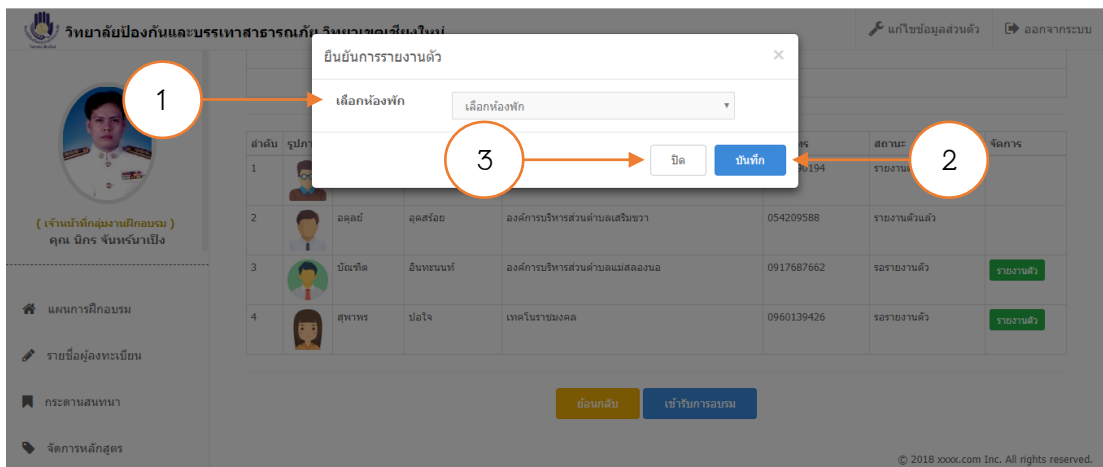 วิทยาลัยป้องกันและบรรเทาสาธารณภัย วิทยาเขตเชียงใหม่
แก้ไขข้อมูลส่วนตัว
ออกจากระบบ
ยืนยันการรายงานตัว
×
1
เลือกห้องพัก
เลือกห้องพัก
3
ปิด
บันทึก
2
( เจ้าหน้าที่กลุ่มงานฝึกอบรม )
คุณ นิกร จันทร์นาเป็ง
ลำดับ สถานะ จัดการ
1
2 อดุลย์ อุดสร้อย องค์การบริหารส่วนตำบลเสริมขวา 054209588 รายงานตัวแล้ว
3 บัณฑิต อินทะนนท์ องค์การบริหารส่วนตำบลแม่สลองนอ 0917687662 รอรายงานตัว รายงานตัว
4 สุพาพร ปอใจ เทคโนราชมงคล 0960139426 รอรายงานตัว รายงานตัว
แผนการฝึกอบรม
รายชื่อผู้ลงทะเบียน
กระดานสนทนา
จัดการหลักสูตร
ย้อนกลับ
เข้ารับการอบรม
© 2018 xxxx.com Inc. All rights reserved.